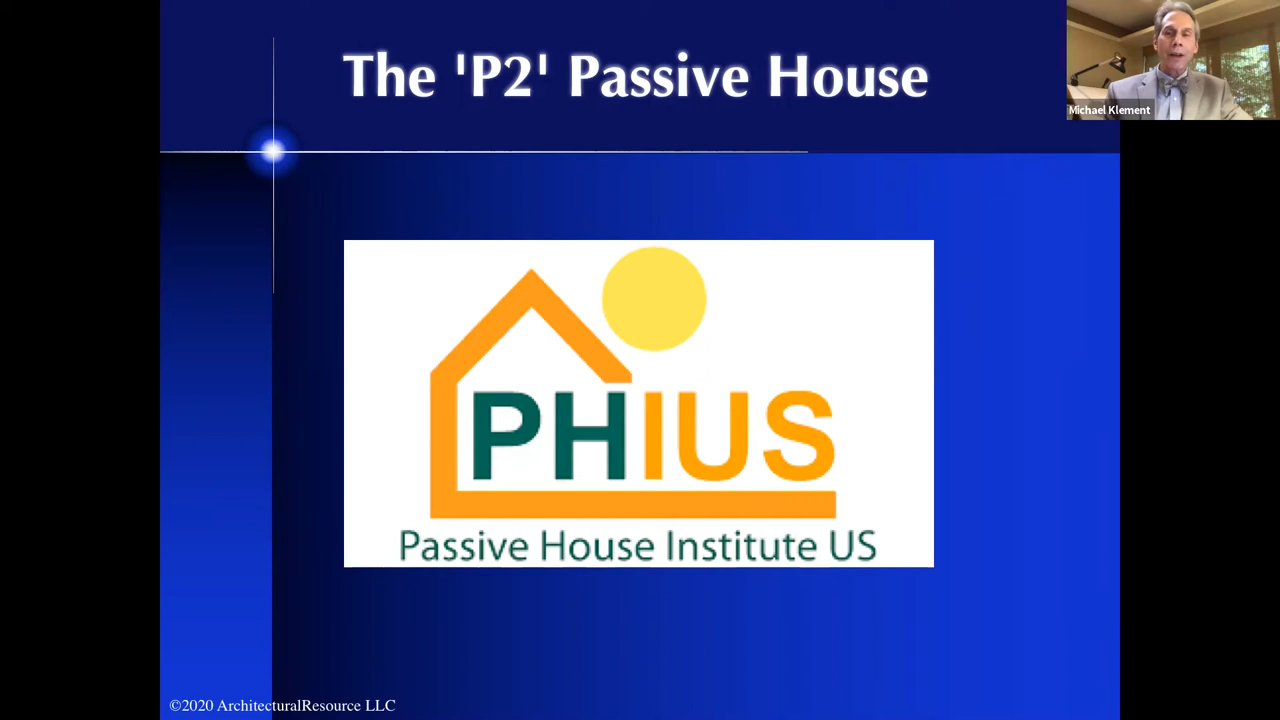 The 'P2' Passive House
Michael Klement
PHIUS
Passive House Institute US
©2020 ArchitecturalResource LLC